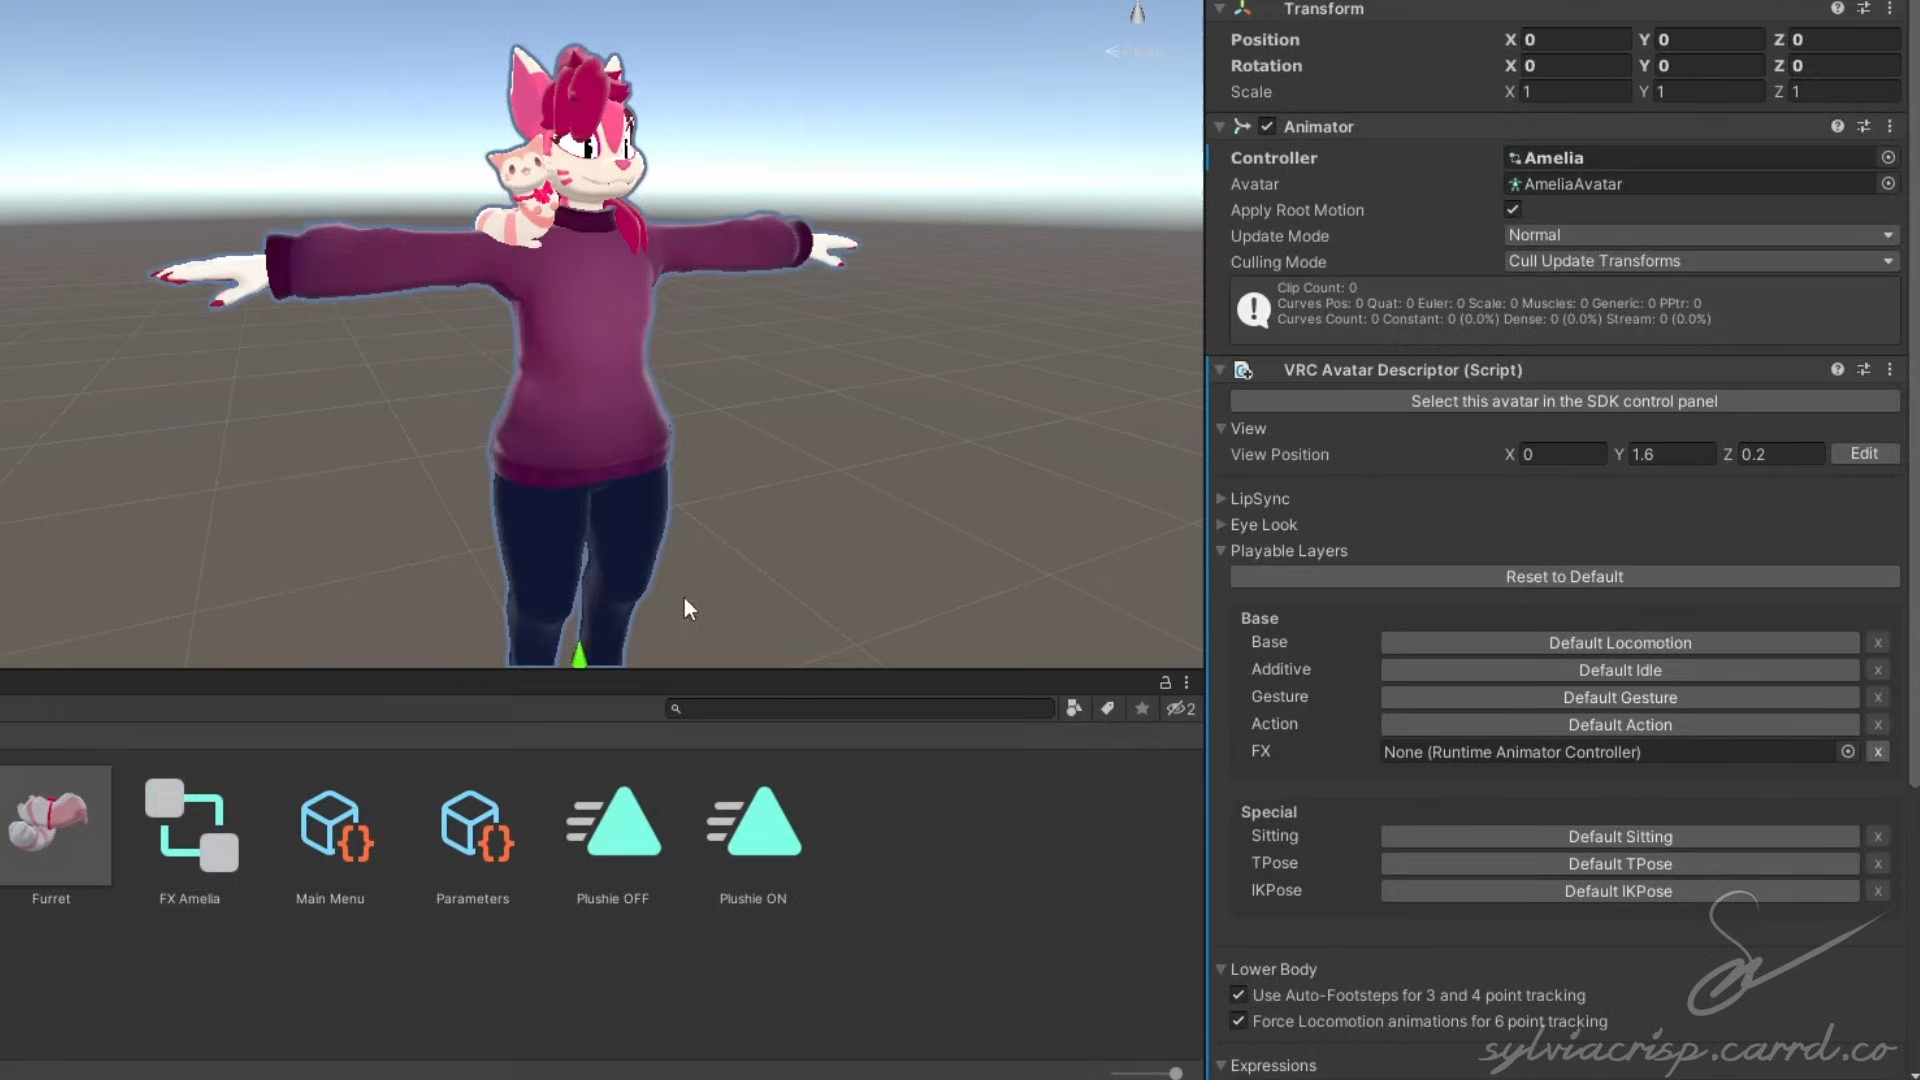 Transform
Position X 0 Y 0 Z 0
Rotation X 0 Y 0 Z 0
Scale X 1 Y 1 Z 1
Animator
Controller Amelia
Avatar AmeliaAvatar
Apply Root Motion
Update Mode Normal
Culling Mode Cull Update Transforms
Clip Count: 0
Curves Pos: 0 Quat: 0 Euler: 0 Scale: 0 Muscles: 0 Generic: 0 PPtr: 0
Curves Count: 0 Constant: 0 (0.0%) Dense: 0 (0.0%) Stream: 0 (0.0%)
VRC Avatar Descriptor (Script)
Select this avatar in the SDK control panel
View
View Position X 0 Y 1.6 Z 0.2 Edit
LipSync
Eye Look
Playable Layers
Reset to Default
Base
Base Default Locomotion x
Additive Default Idle x
Gesture Default Gesture x
Action Default Action x
FX None (Runtime Animator Controller) x
Special
Sitting Default Sitting x
TPose Default TPose x
IKPose Default IKPose x
Lower Body
Use Auto-Footsteps for 3 and 4 point tracking
Force Locomotion animations for 6 point tracking
Expressions
2
Furret
FX Amelia
Main Menu
Parameters
Plushie OFF
Plushie ON
sylviacrisp.carrd.co